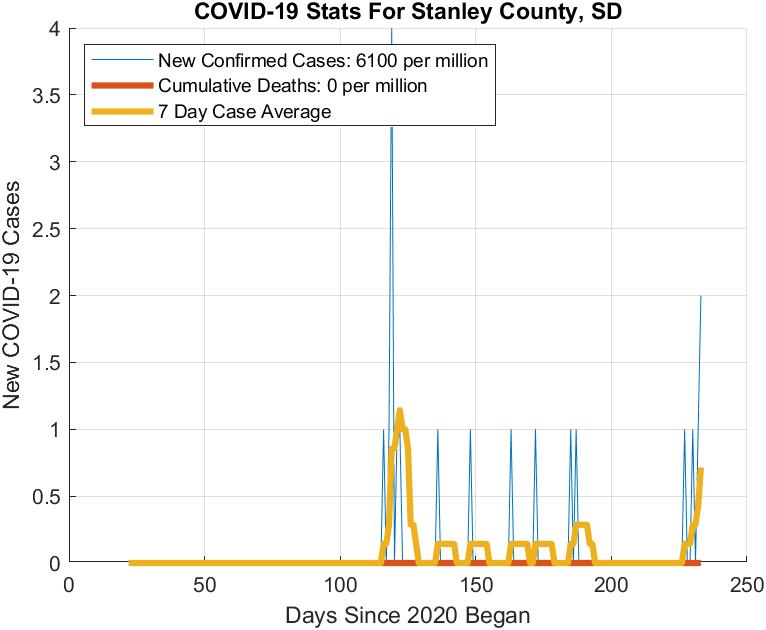 COVID-19 Stats For Stanley County, SD
New Confirmed Cases: 6100 per million
Cumulative Deaths: 0 per million
7 Day Case Average
New COVID-19 Cases
4
3.5
3
2.5
2
1.5
1
0.5
0
0 50 100 150 200 250
Days Since 2020 Began